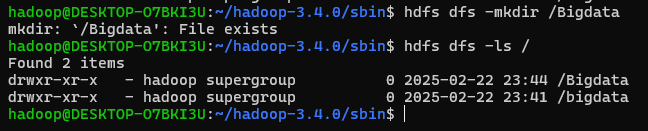 hadoop@DESKTOP-O7BKI3U:~/hadoop-3.4.0/sbin$ hdfs dfs -mkdir /Bigdata
mkdir: `/Bigdata': File exists
hadoop@DESKTOP-O7BKI3U:~/hadoop-3.4.0/sbin$ hdfs dfs -ls /
Found 2 items
drwxr-xr-x   - hadoop supergroup          0 2025-02-22 23:44 /Bigdata
drwxr-xr-x   - hadoop supergroup          0 2025-02-22 23:41 /bigdata
hadoop@DESKTOP-O7BKI3U:~/hadoop-3.4.0/sbin$